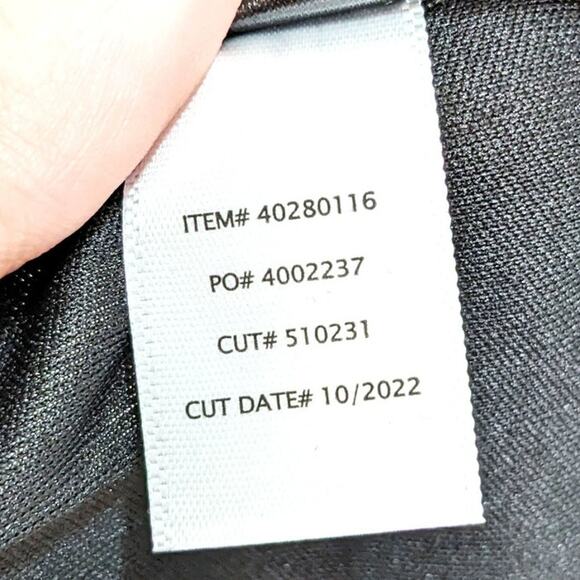 ITEM# 40280116
PO# 4002237
CUT# 510231
CUT DATE# 10/2022